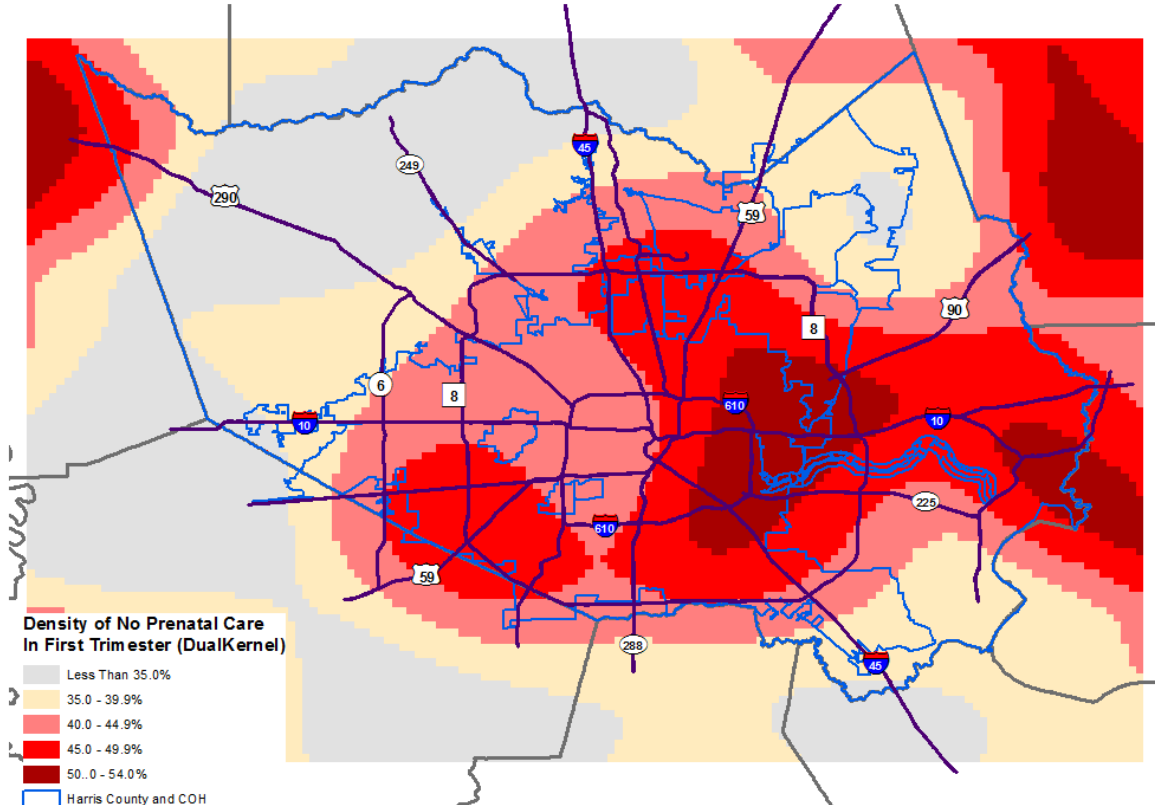 45
249
290
59
90
8
6
8
610
10
10
225
610
59
288
45
Density of No Prenatal Care
In First Trimester (DualKernel)
Less Than 35.0%
35.0 - 39.9%
40.0 - 44.9%
45.0 - 49.9%
50..0 - 54.0%
Harris County and COH